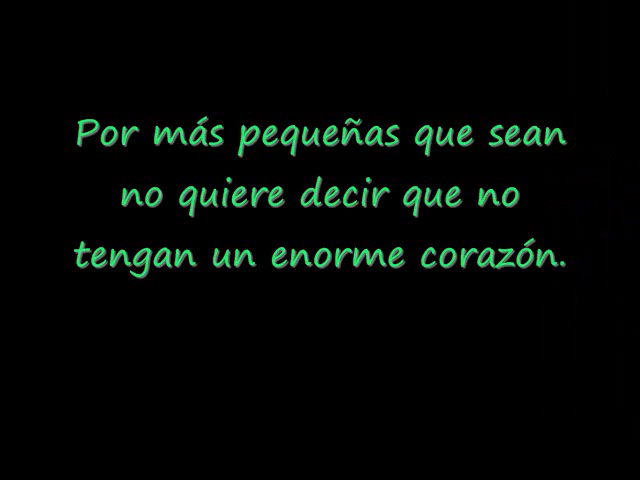 Por más pequeñas que sean
no quiere decir que no
tengan un enorme corazón.